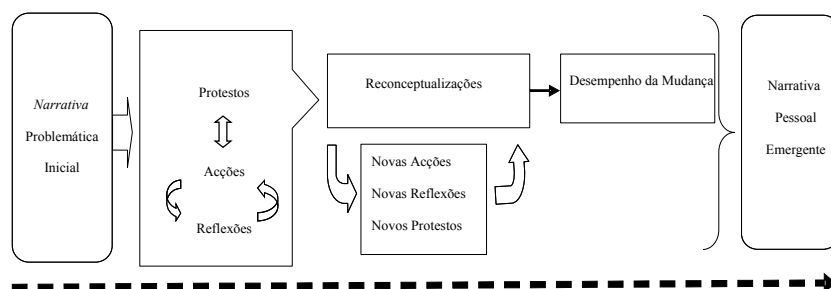 Narrativa
Problemática
Inicial
Protestos
Acções
Reflexões
Reconceptualizações
Novas Acções
Novas Reflexões
Novos Protestos
Desempenho da Mudança
Narrativa
Pessoal
Emergente